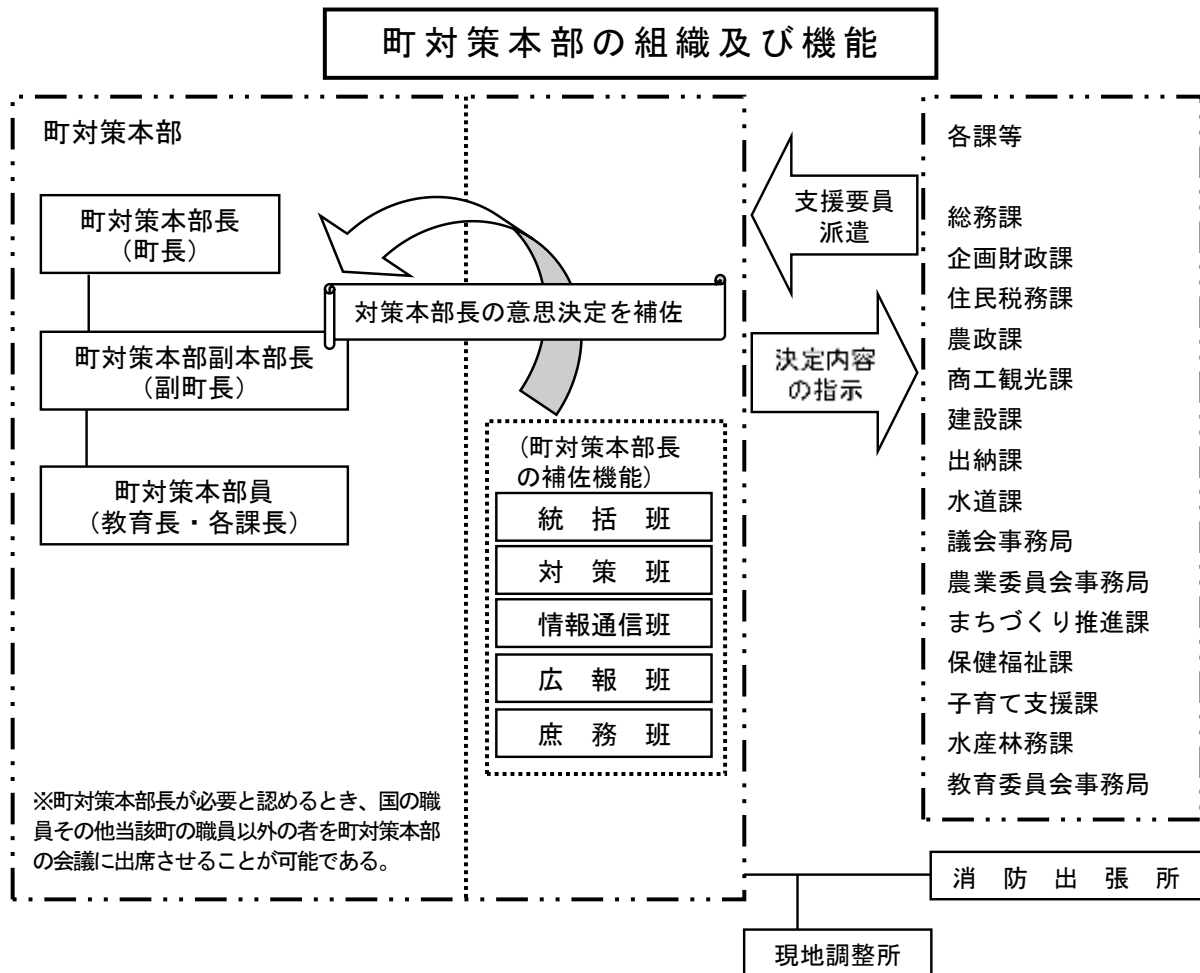 町対策本部の組織及び機能
町対策本部
町対策本部長
(町長)
町対策本部副本部長
(副町長)
町対策本部員
(教育長・各課長)
※町対策本部長が必要と認めるとき、国の職
員その他当該町の職員以外の者を町対策本部
の会議に出席させることが可能である。
対策本部長の意思決定を補佐
(町対策本部長
の補佐機能)
統括班
対策班
情報通信班
広報班
庶務班
支援要員
派遣
決定内容
の指示
各課等
総務課
企画財政課
住民税務課
農政課
商工観光課
建設課
出納課
水道課
議会事務局
農業委員会事務局
まちづくり推進課
保健福祉課
子育て支援課
水産林務課
教育委員会事務局
消防出張所
現地調整所